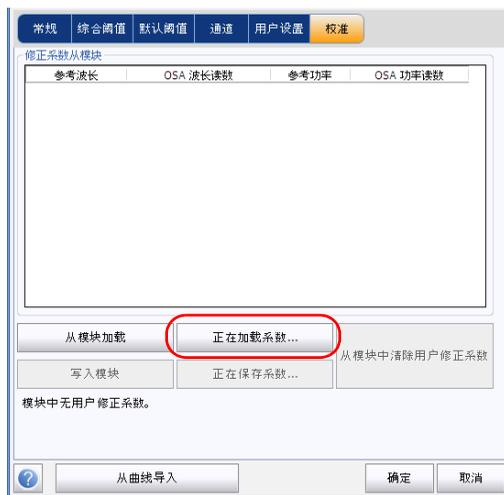 常规 综合阈值 默认阈值 通道 用户设置 校准
修正系数从模块
参考波长 OSA 波长读数 参考功率 OSA 功率读数
从模块加载 正在加载系数... 从模块中清除用户修正系数
写入模块 正在保存系数...
模块中无用户修正系数。
? 从曲线导入 确定 取消